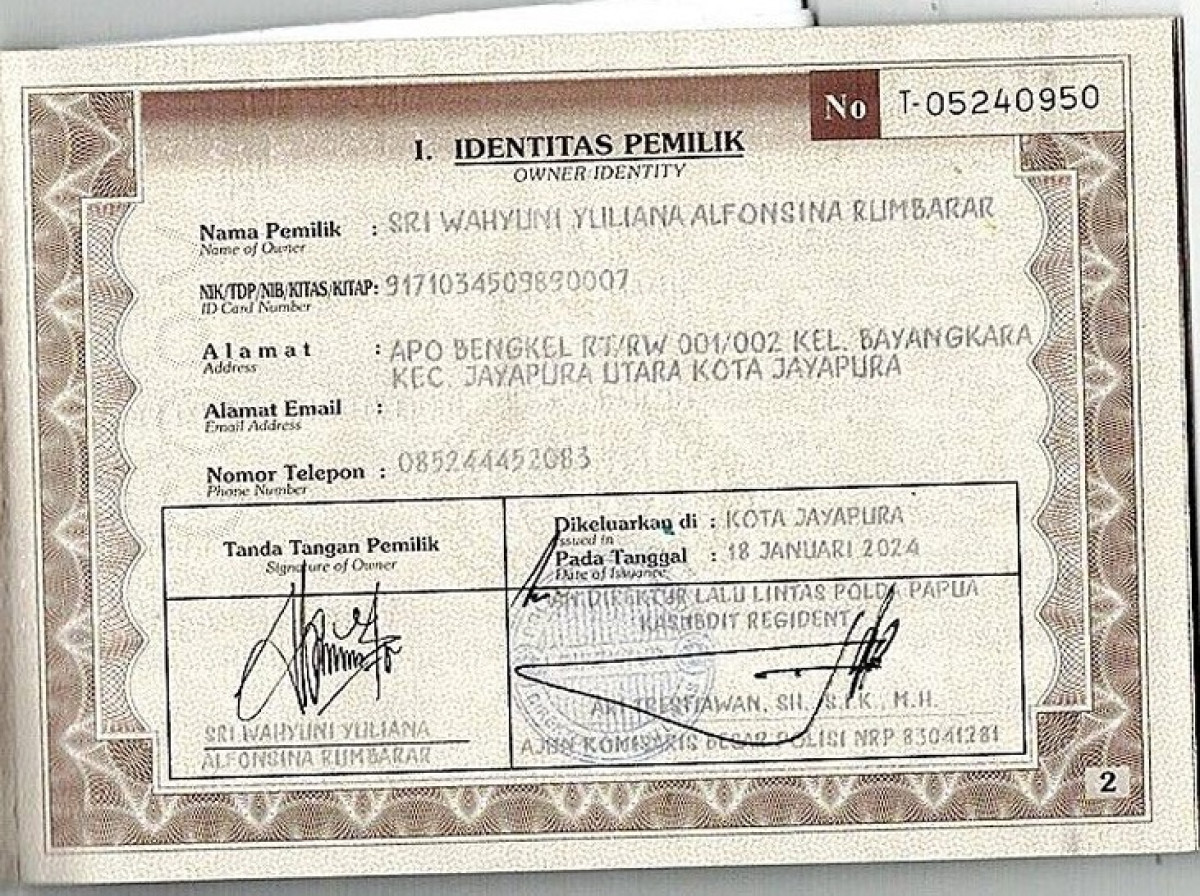 No T-05240950
I. IDENTITAS PEMILIK
OWNER IDENTITY
Nama Pemilik : SRI WAHYUNI YULIANA ALFONSINA RUMBARAR
Name of Owner
NIK/TDP/NIB/KITAS/KITAP: 9171034509890007
ID Card Number
Alamat : APO BENGKEL RT/RW 001/002 KEL. BAYANGKARA
Address
KEC. JAYAPURA UTARA KOTA JAYAPURA
Alamat Email :
Email Address
Nomor Telepon : 085244452083
Phone Number
Tanda Tangan Pemilik
Signature of Owner
SRI WAHYUNI YULIANA
ALFONSINA RUMBARAR
Dikeluarkan di : KOTA JAYAPURA
Issued in
Pada Tanggal : 18 JANUARI 2024
Date of Issuance
DIREKTUR LALU LINTAS POLDA PAPUA
KASUBDIT REGIDENT
SH., S.I.K., M.H.
AJUN KOMISARIS BESAR POLISI NRP 83041281
2